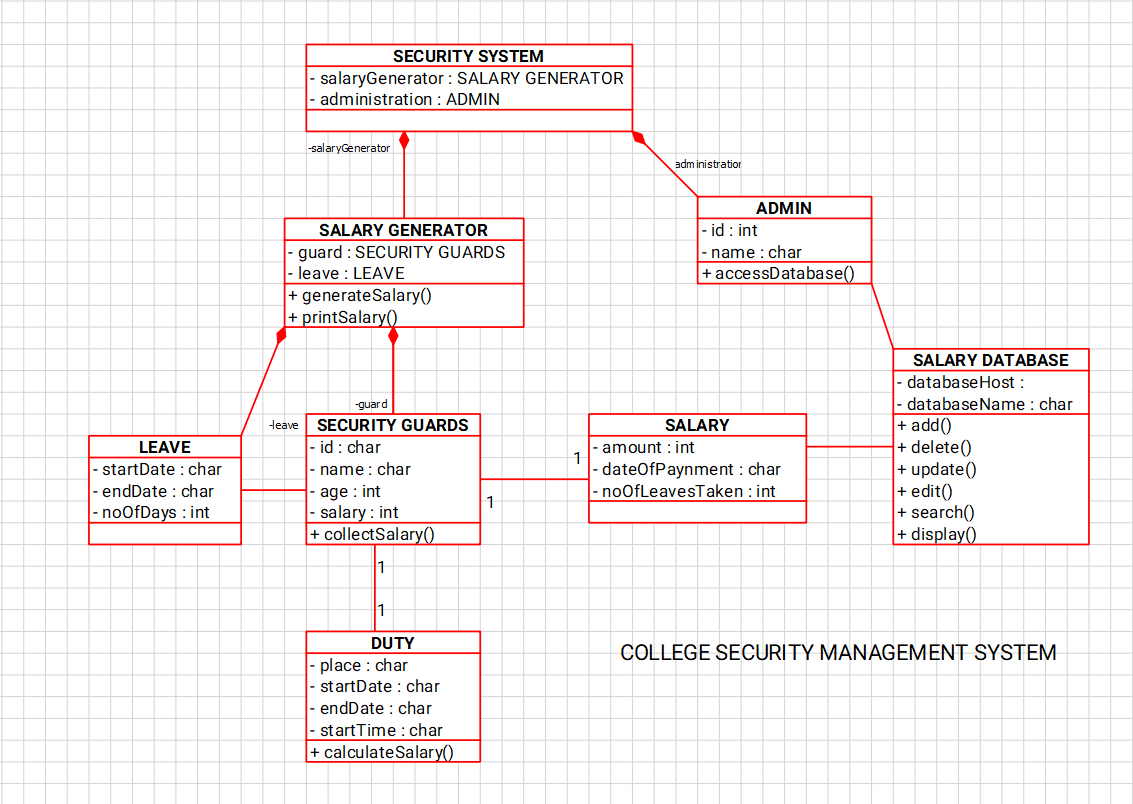 SECURITY SYSTEM
- salaryGenerator : SALARY GENERATOR
- administration : ADMIN
-salaryGenerator
administration
ADMIN
- id : int
- name : char
+ accessDatabase()
SALARY GENERATOR
- guard : SECURITY GUARDS
- leave : LEAVE
+ generateSalary()
+ printSalary()
-guard
-leave
LEAVE
- startDate : char
- endDate : char
- noOfDays : int
SECURITY GUARDS
- id : char
- name : char
- age : int
- salary : int
+ collectSalary()
1
1
SALARY
- amount : int
- dateOfPaynment : char
- noOfLeavesTaken : int
SALARY DATABASE
- databaseHost :
- databaseName : char
+ add()
+ delete()
+ update()
+ edit()
+ search()
+ display()
1
1
DUTY
- place : char
- startDate : char
- endDate : char
- startTime : char
+ calculateSalary()
COLLEGE SECURITY MANAGEMENT SYSTEM